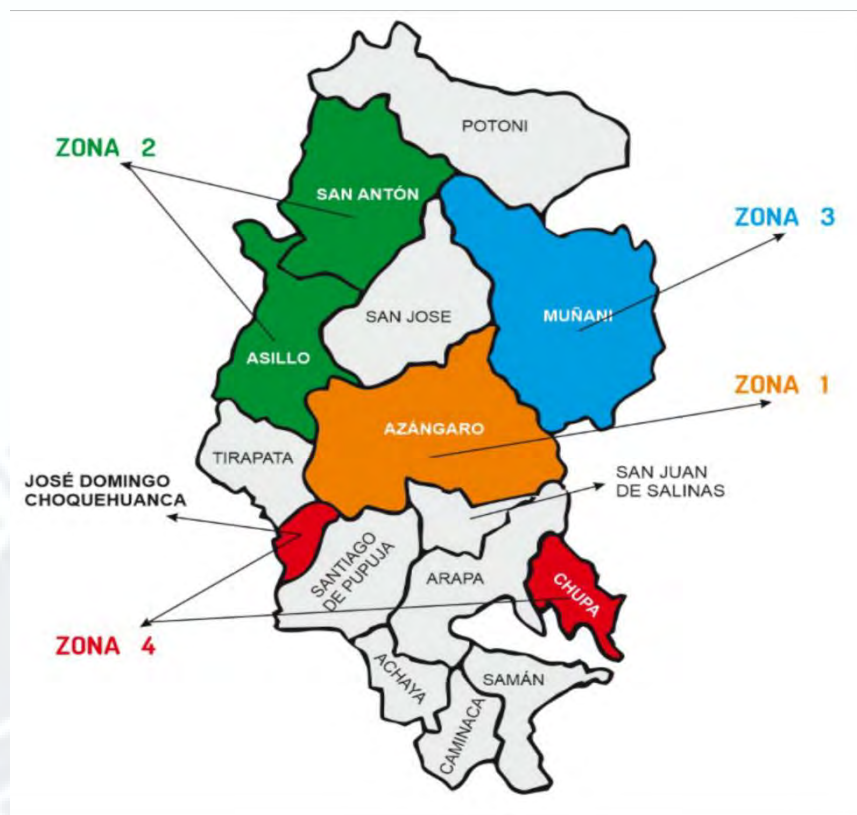 POTONI
ZONA 2
SAN ANTÓN
ZONA 3
SAN JOSE
MUÑANI
ASILLO
ZONA 1
AZÁNGARO
TIRAPATA
JOSÉ DOMINGO
CHOQUEHUANCA
SAN JUAN
DE SALINAS
SANTIAGO
DE PUPUJA
ARAPA
CHUPA
ZONA 4
ACHAYA
SAMÁN
CAMINACA